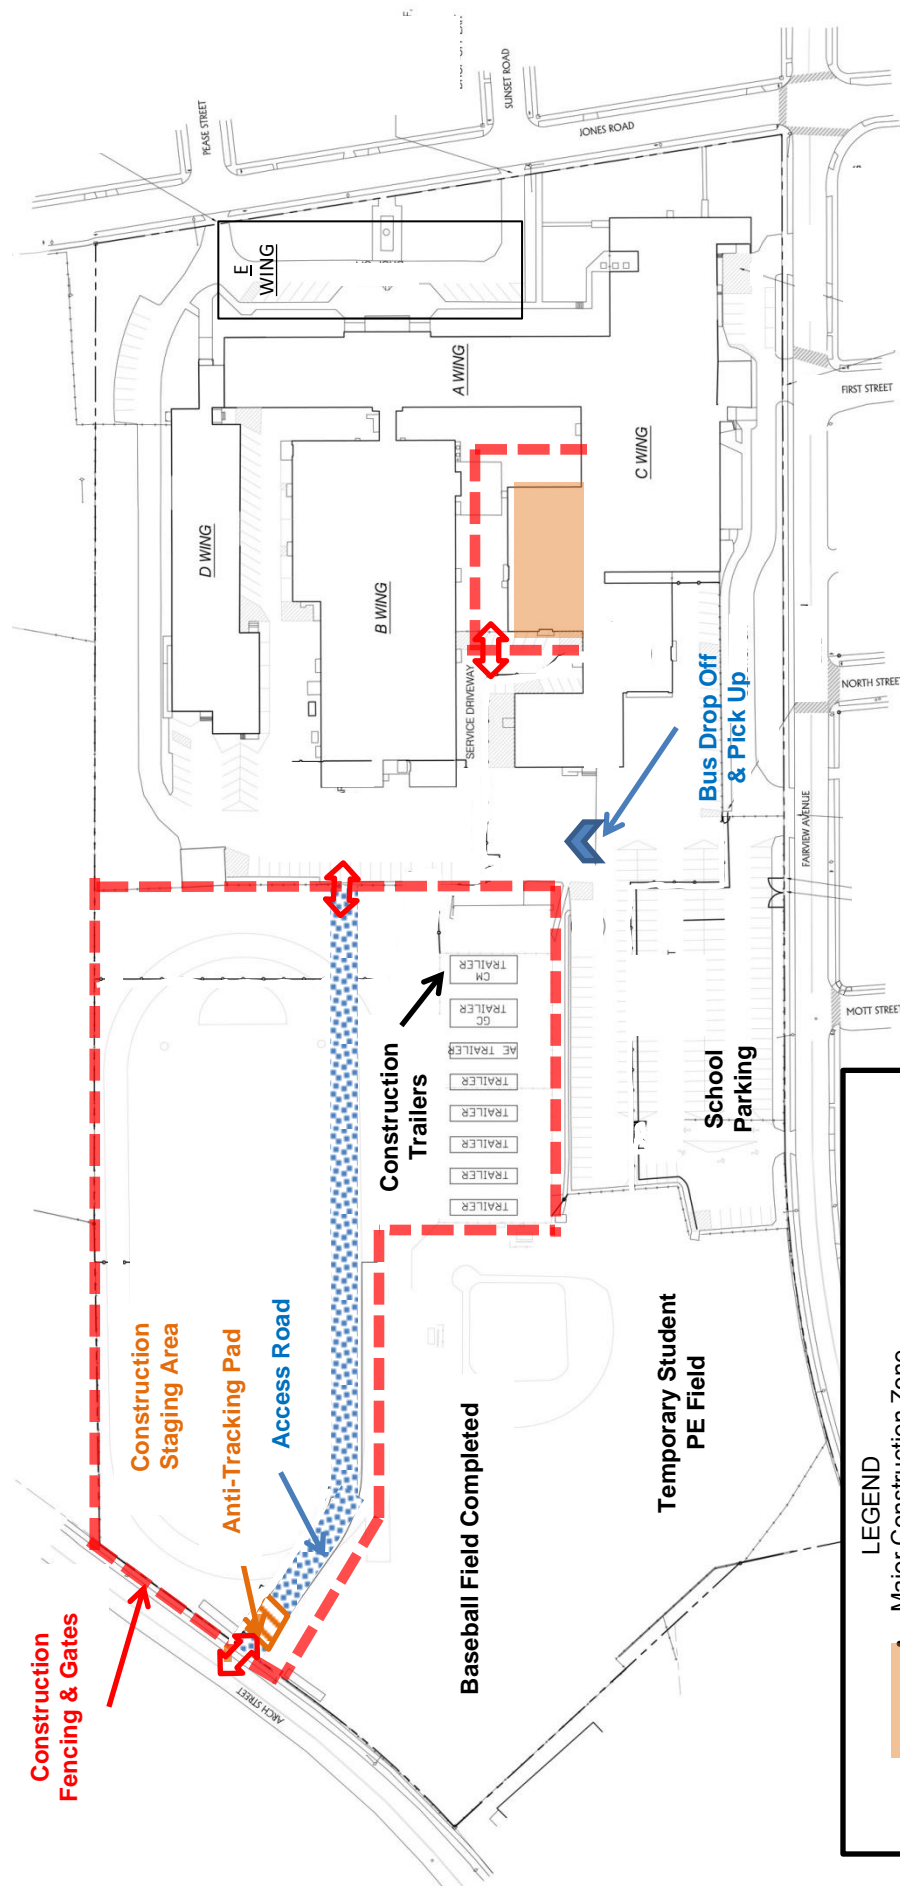 PEASE STREET
SUNSET ROAD
JONES ROAD
E
WING
A WING
D WING
B WING
C WING
FIRST STREET
SERVICE DRIVEWAY
NORTH STREET
Bus Drop Off
& Pick Up
FAIRVIEW AVENUE
MOTT STREET
CM
TRAILER
GC
TRAILER
AE TRAILER
TRAILER
TRAILER
TRAILER
TRAILER
TRAILER
Construction
Trailers
School
Parking
Construction
Staging Area
Anti-Tracking Pad
Access Road
Baseball Field Completed
Temporary Student
PE Field
Construction
Fencing & Gates
ARCH STREET
LEGEND
Major Construction Zone